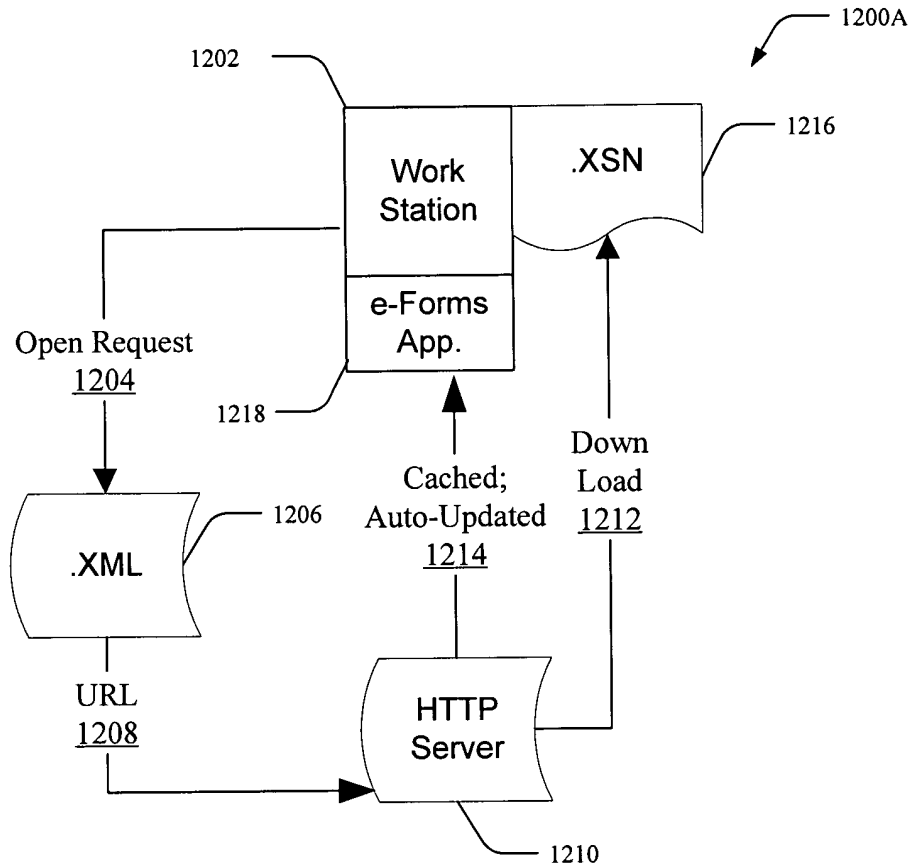 1200A
1202
1216
Work
Station
.XSN
e-Forms
App.
Open Request
1204
1218
Down
Load
1212
Cached;
Auto-Updated
1214
1206
.XML
URL
1208
HTTP
Server
1210